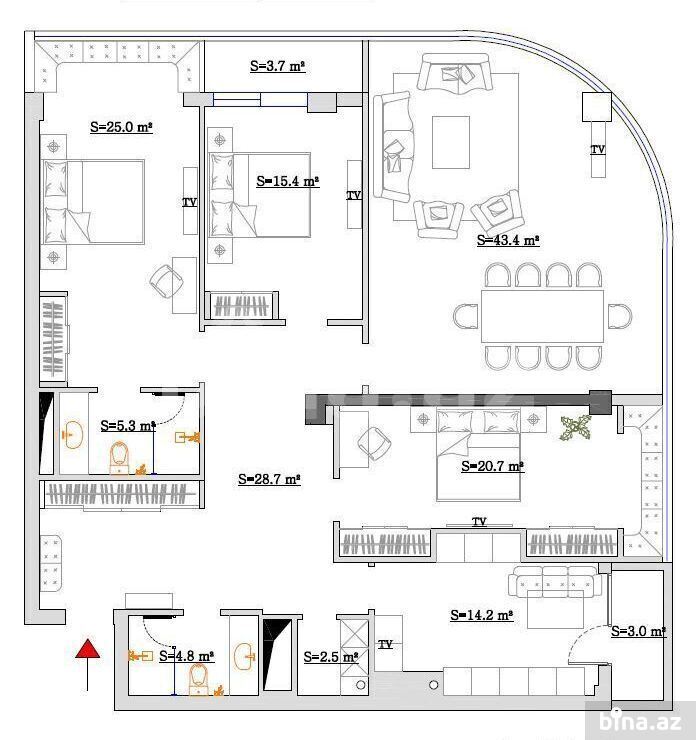 S=3.7 m²
S=25.0 m²
S=15.4 m²
TV
TV
TV
S=43.4 m²
S=5.3 m²
S=28.7 m²
S=20.7 m²
TV
S=14.2 m²
S=3.0 m²
TV
S=4.8 m²
S=2.5 m²
bina.az